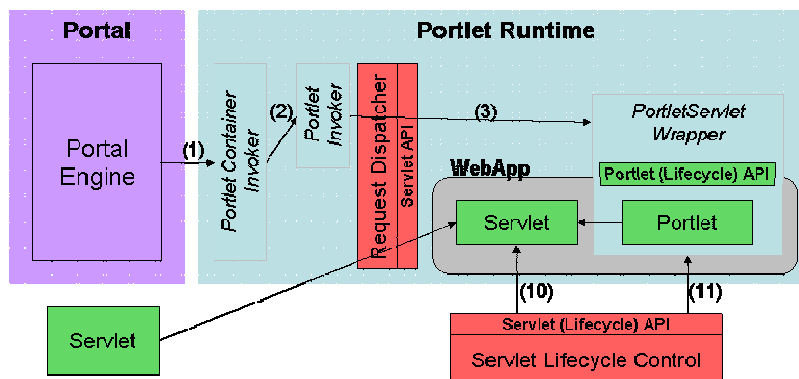 Portal
Portlet Runtime
Portal
Engine
(1)
Portlet Container
Invoker
(2)
Portlet
Invoker
Request Dispatcher
Servlet API
(3)
PortletServlet
Wrapper
WebApp
Portlet (Lifecycle) API
Servlet
Portlet
(10)
(11)
Servlet
Servlet (Lifecycle) API
Servlet Lifecycle Control